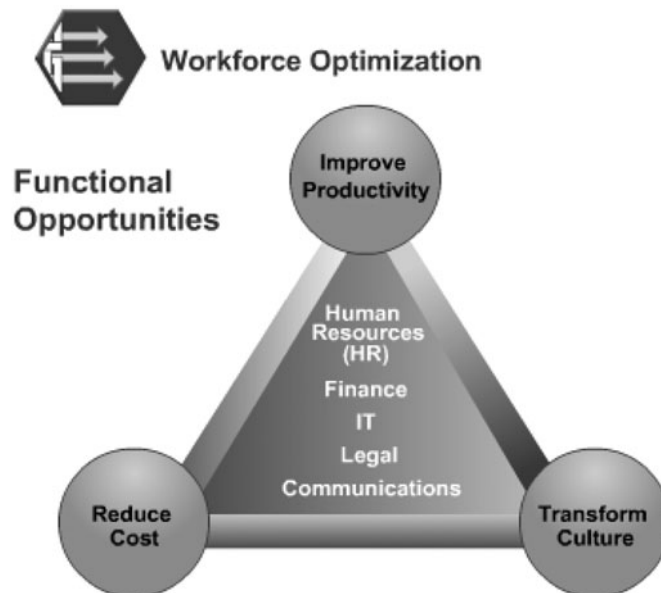 Workforce Optimization
Functional
Opportunities
Improve
Productivity
Human
Resources
(HR)
Finance
IT
Legal
Communications
Reduce
Cost
Transform
Culture